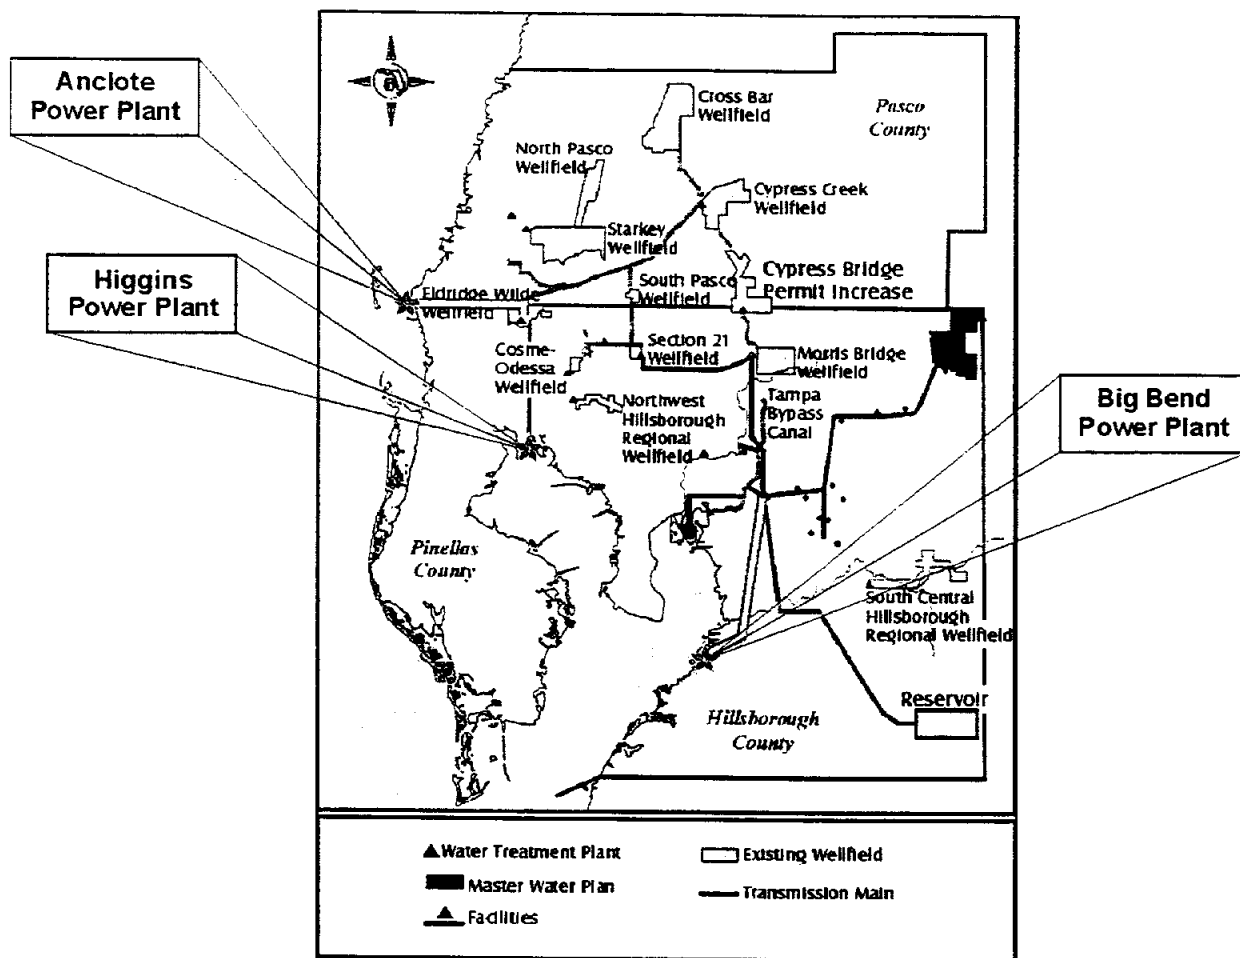 Anclote
Power Plant
Higgins
Power Plant
Big Bend
Power Plant
Cross Bar
Wellfield
Pasco
County
North Pasco
Wellfield
Cypress Creek
Wellfield
Starkey
Wellfield
South Pasco
Wellfield
Cypress Bridge
Permit Increase
Eldridge Wilde
Wellfield
Cosme-
Odessa
Wellfield
Section 21
Wellfield
Morris Bridge
Wellfield
Northwest
Hillsborough
Regional
Wellfield
Tampa
Bypass
Canal
Pinellas
County
South Central
Hillsborough
Regional Wellfield
Reservoir
Hillsborough
County
Water Treatment Plant
Existing Wellfield
Master Water Plan
Transmission Main
Facilities